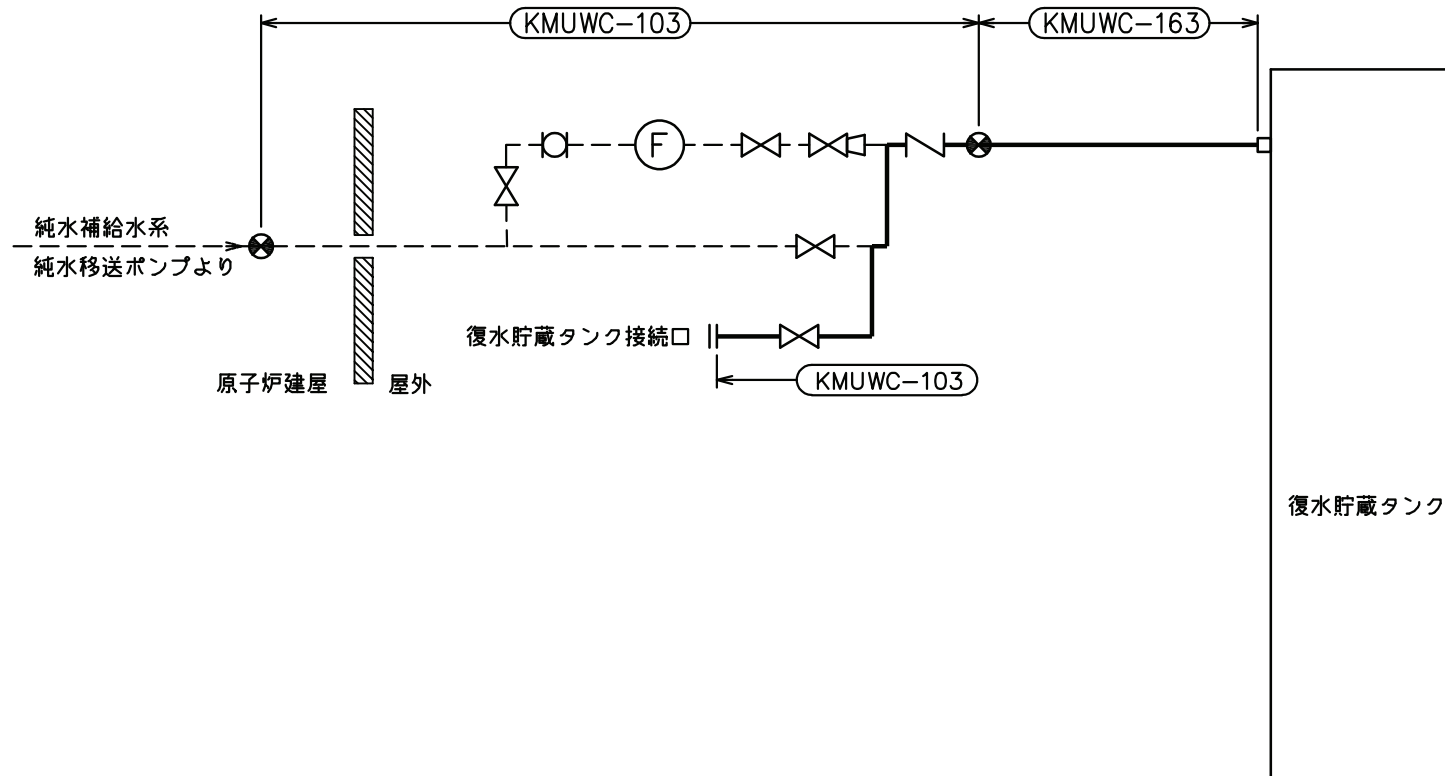 KMUWC-103
KMUWC-163
F
純水補給水系
純水移送ポンプより
復水貯蔵タンク接続口
KMUWC-103
原子炉建屋
屋外
復水貯蔵タンク